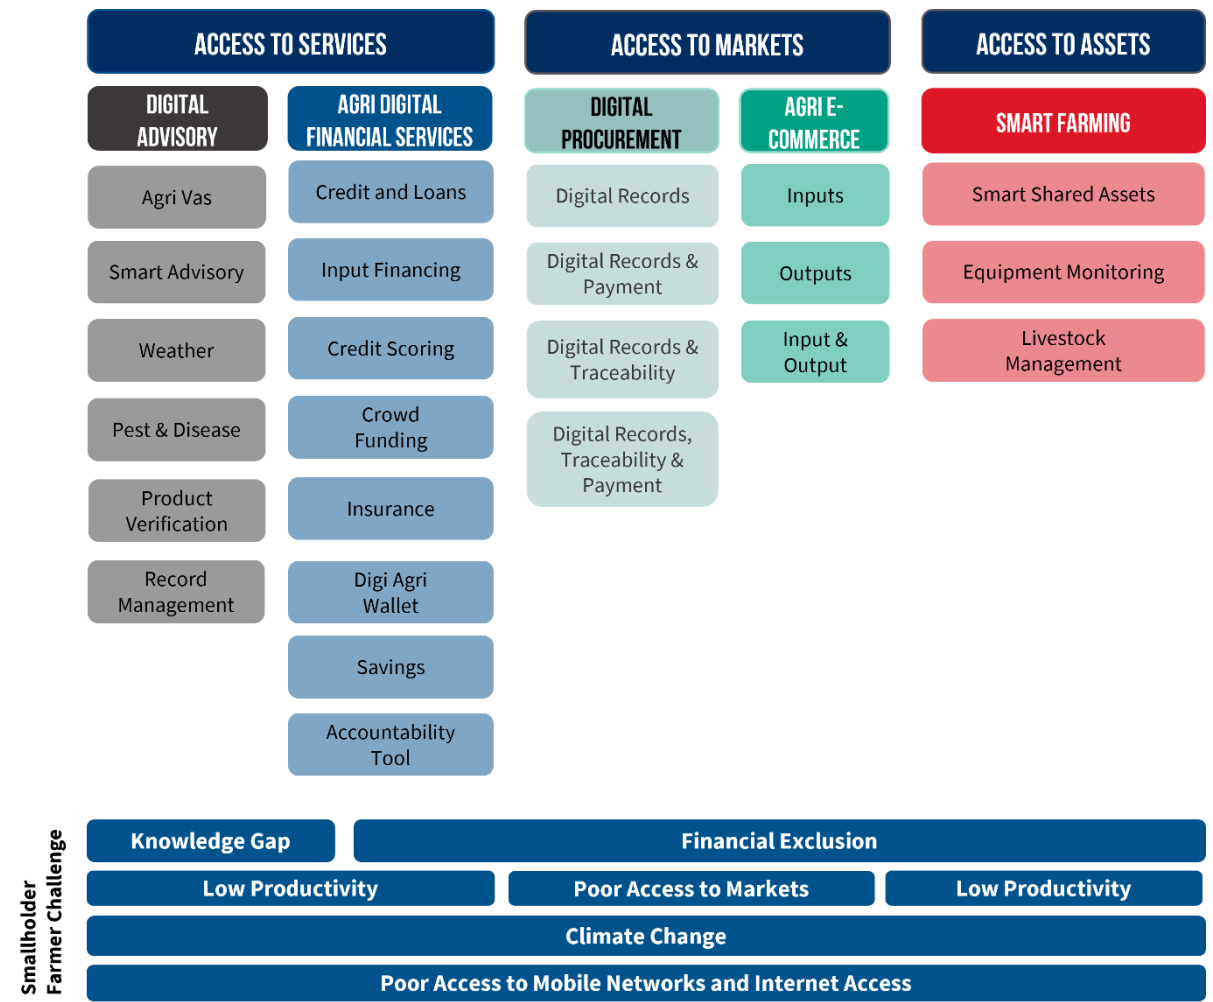 ACCESS TO SERVICES
ACCESS TO MARKETS
ACCESS TO ASSETS
DIGITAL
ADVISORY
AGRI DIGITAL
FINANCIAL SERVICES
DIGITAL
PROCUREMENT
AGRI E-
COMMERCE
SMART FARMING
Agri Vas
Smart Advisory
Weather
Pest & Disease
Product
Verification
Record
Management
Credit and Loans
Input Financing
Credit Scoring
Crowd
Funding
Insurance
Digi Agri
Wallet
Savings
Accountability
Tool
Digital Records
Digital Records &
Payment
Digital Records &
Traceability
Digital Records,
Traceability &
Payment
Inputs
Outputs
Input &
Output
Smart Shared Assets
Equipment Monitoring
Livestock
Management
Smallholder
Farmer Challenge
Knowledge Gap
Financial Exclusion
Low Productivity
Poor Access to Markets
Low Productivity
Climate Change
Poor Access to Mobile Networks and Internet Access